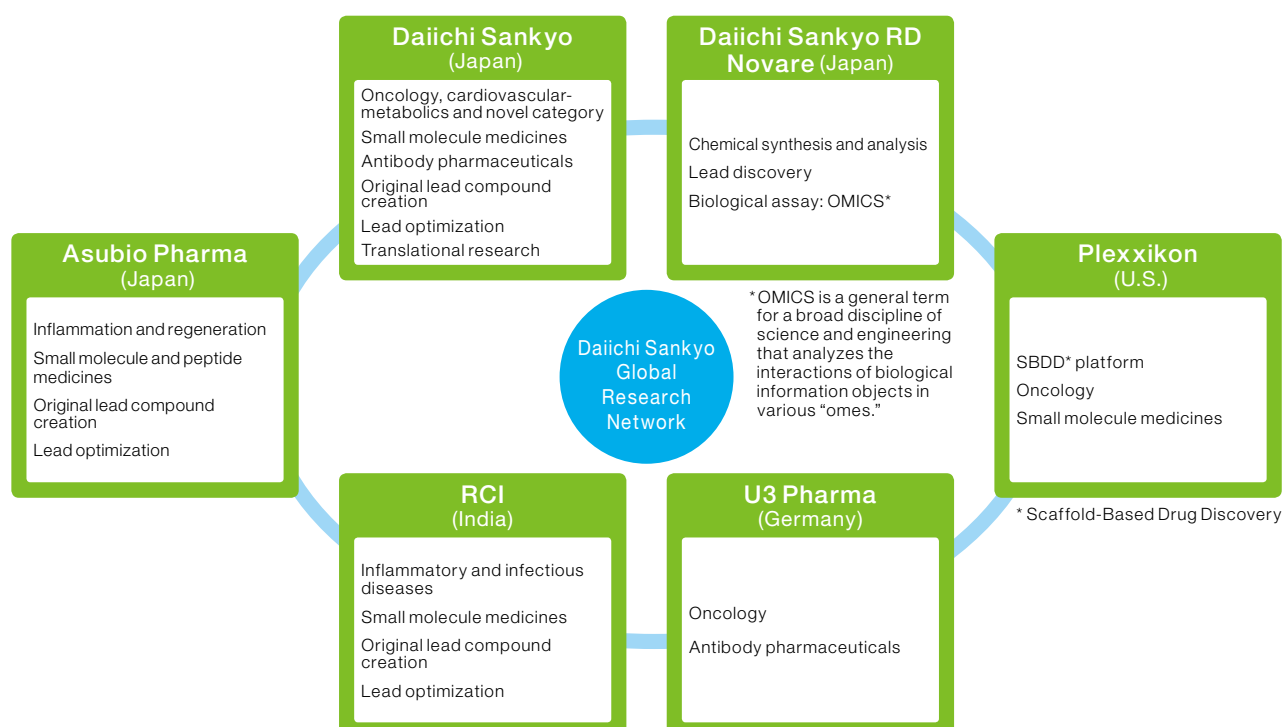 Daiichi Sankyo
(Japan)
Oncology, cardiovascular-
metabolics and novel category
Small molecule medicines
Antibody pharmaceuticals
Original lead compound
creation
Lead optimization
Translational research
Daiichi Sankyo RD
Novare (Japan)
Chemical synthesis and analysis
Lead discovery
Biological assay: OMICS*
Asubio Pharma
(Japan)
Inflammation and regeneration
Small molecule and peptide
medicines
Original lead compound
creation
Lead optimization
Daiichi Sankyo
Global
Research
Network
* OMICS is a general term
for a broad discipline of
science and engineering
that analyzes the
interactions of biological
information objects in
various “omes.”
Plexxikon
(U.S.)
SBDD* platform
Oncology
Small molecule medicines
* Scaffold-Based Drug Discovery
RCI
(India)
Inflammatory and infectious
diseases
Small molecule medicines
Original lead compound
creation
Lead optimization
U3 Pharma
(Germany)
Oncology
Antibody pharmaceuticals